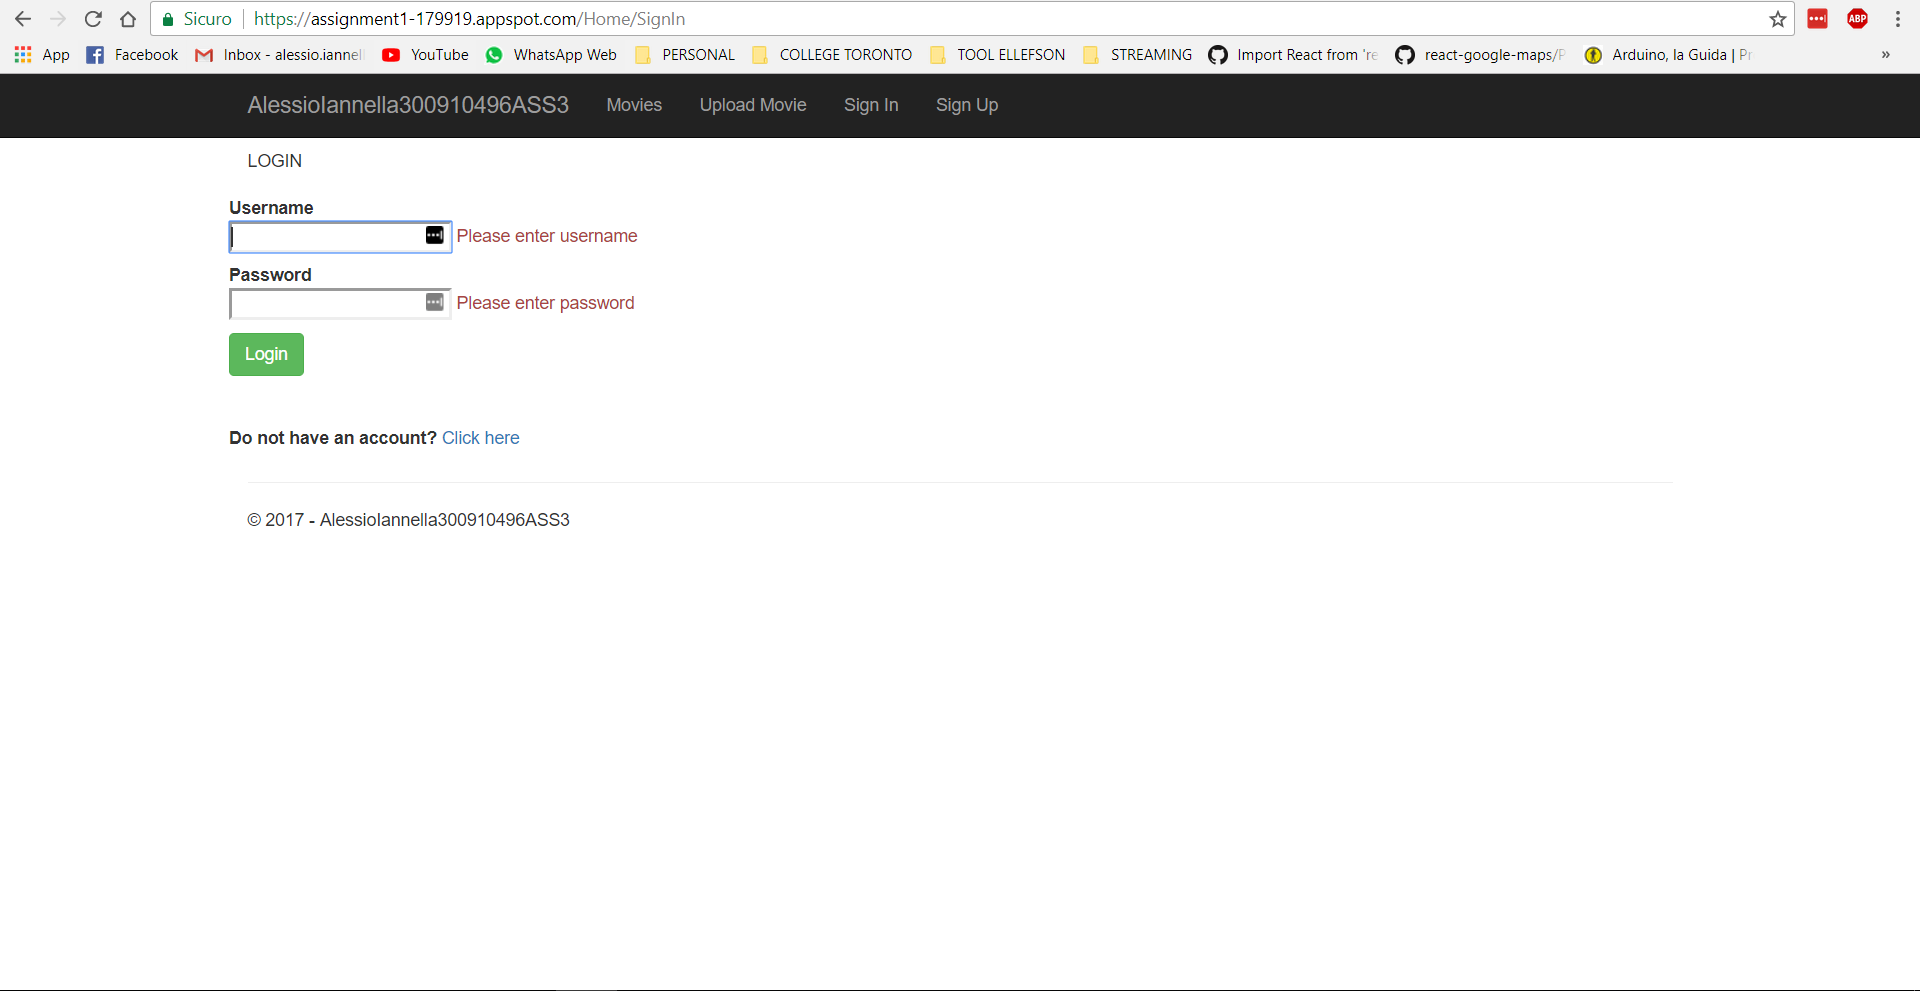 Sicuro https://assignment1-179919.appspot.com/Home/SignIn ABP
App Facebook Inbox - alessio.iannel YouTube WhatsApp Web PERSONAL COLLEGE TORONTO TOOL ELLEFSON STREAMING Import React from 're react-google-maps/P Arduino, la Guida | Pr »
AlessioIannella300910496ASS3 Movies Upload Movie Sign In Sign Up
LOGIN
Username
Please enter username
Password
Please enter password
Login
Do not have an account? Click here
© 2017 - AlessioIannella300910496ASS3